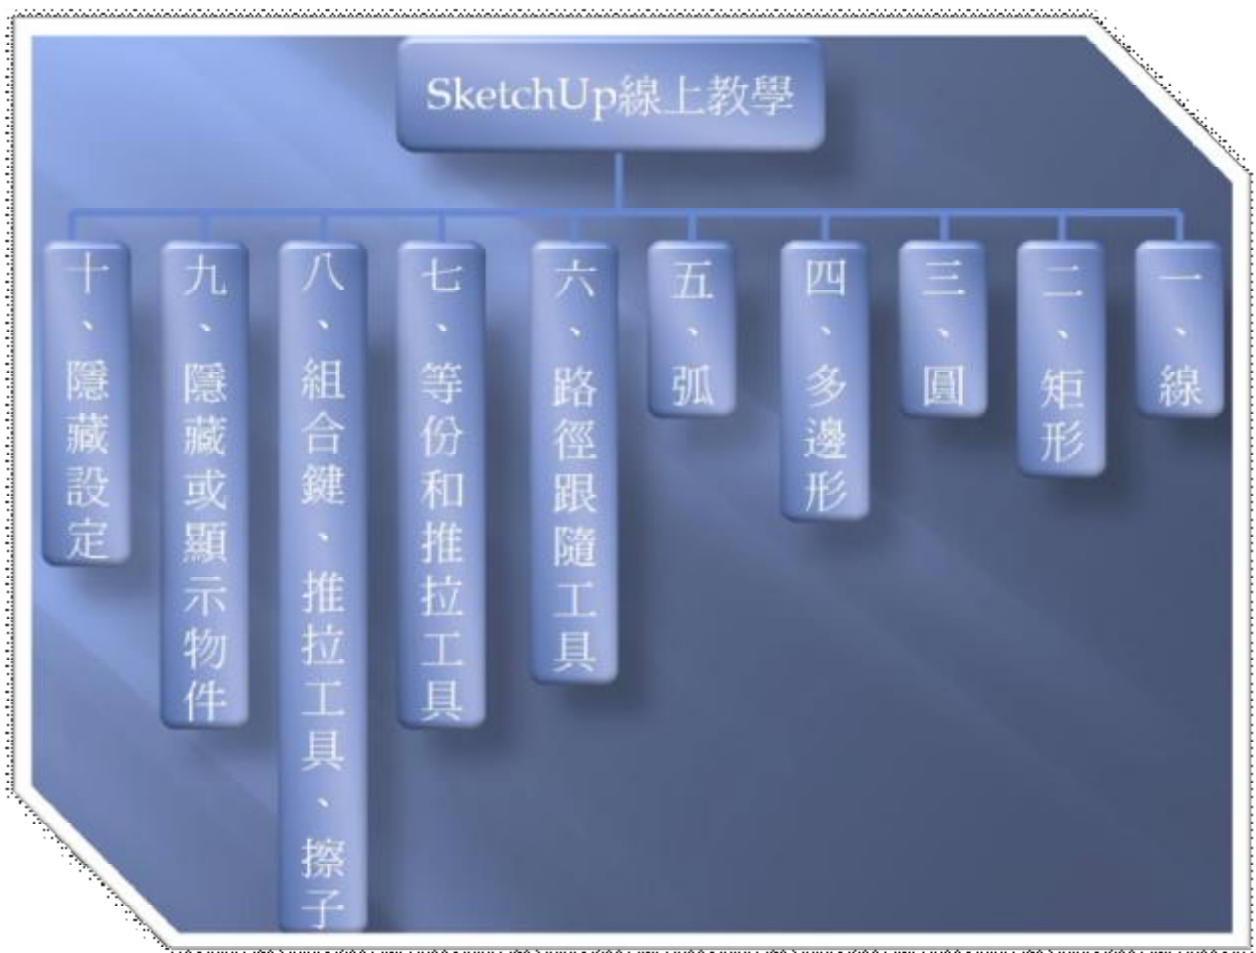 SketchUp線上教學
一、線
二、矩形
三、圓
四、多邊形
五、弧
六、路徑跟隨工具
七、等份和推拉工具
八、組合鍵、推拉工具、擦子
九、隱藏或顯示物件
十、隱藏設定